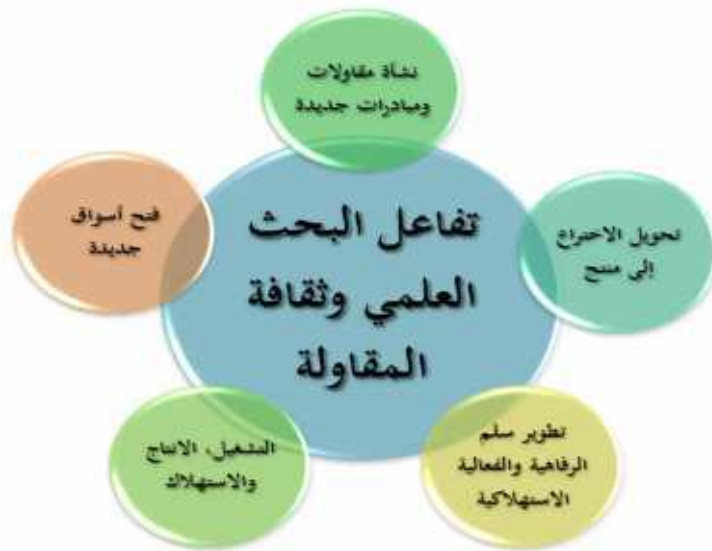 نشأة مقاولات
ومبادرات جديدة
تحويل الاختراع
إلى منتج
تطوير سلم
الرفاهية والفعالية
الاستهلاكية
التشغيل، الانتاج
والاستهلاك
فتح أسواق
جديدة
تفاعل البحث
العلمي وثقافة
المقاولة